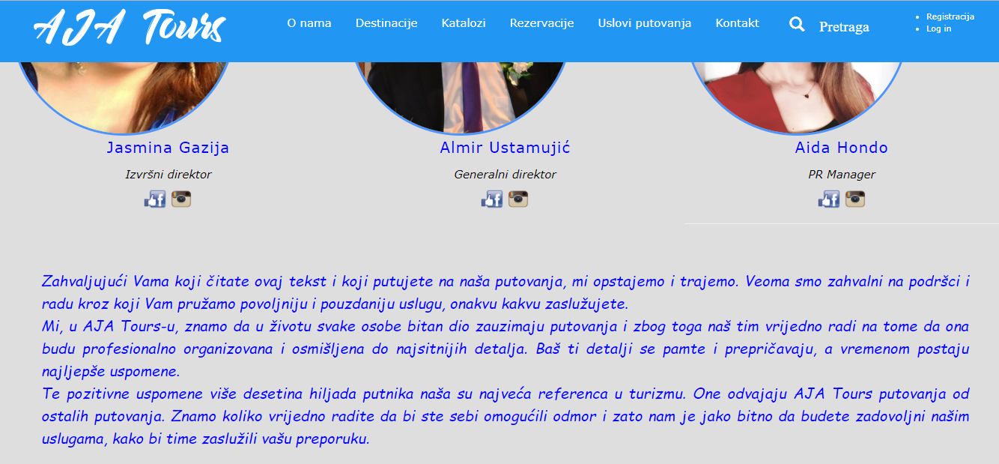 AJA Tours
O nama
Destinacije
Katalozi
Rezervacije
Uslovi putovanja
Kontakt
Pretraga
Registracija
Log in
Jasmina Gazija
Izvršni direktor
Almir Ustamujić
Generalni direktor
Aida Hondo
PR Manager
Zahvaljujući Vama koji čitate ovaj tekst i koji putujete na naša putovanja, mi opstajemo i trajemo. Veoma smo zahvalni na podršci i
radu kroz koji Vam pružamo povoljniju i pouzdaniju uslugu, onakvu kakvu zaslužujete.
Mi, u AJA Tours-u, znamo da u životu svake osobe bitan dio zauzimaju putovanja i zbog toga naš tim vrijedno radi na tome da ona
budu profesionalno organizovana i osmišljena do najsitnijih detalja. Baš ti detalji se pamte i prepričavaju, a vremenom postaju
najljepše uspomene.
Te pozitivne uspomene više desetina hiljada putnika naša su najveća referenca u turizmu. One odvajaju AJA Tours putovanja od
ostalih putovanja. Znamo koliko vrijedno radite da bi ste sebi omogućili odmor i zato nam je jako bitno da budete zadovoljni našim
uslugama, kako bi time zaslužili vašu preporuku.